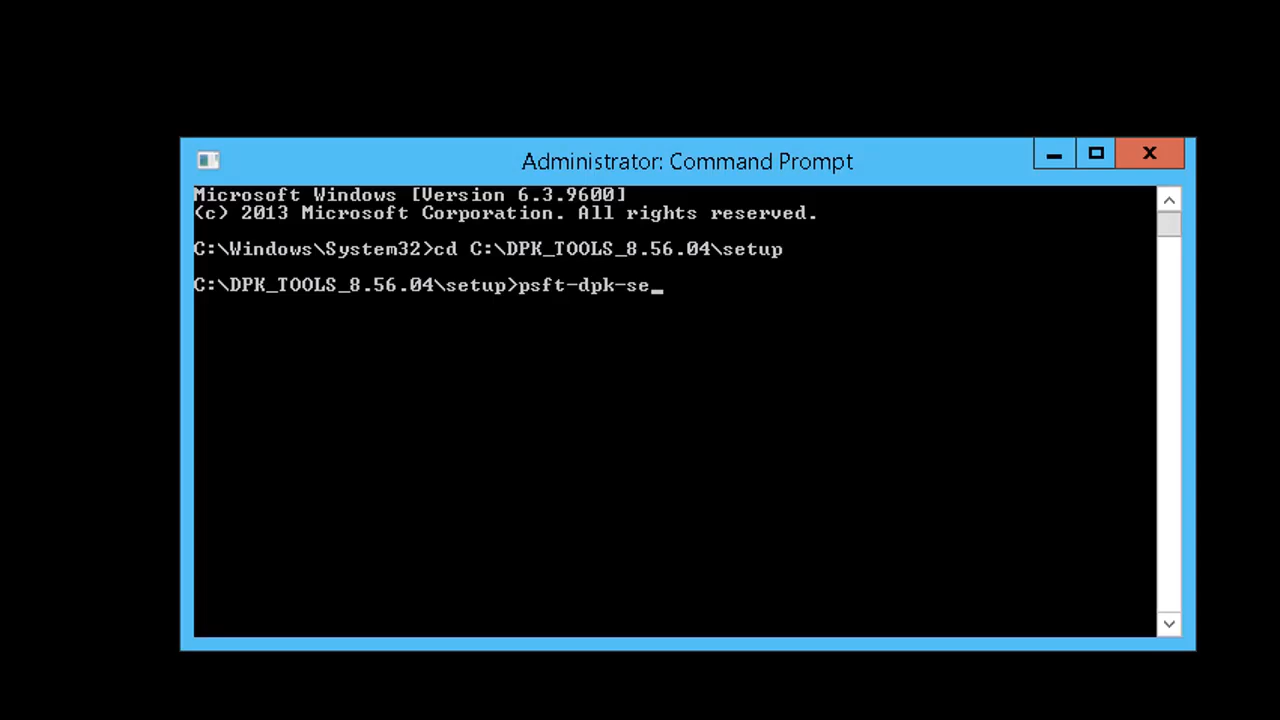 Administrator: Command Prompt
Microsoft Windows [Version 6.3.9600]
(c) 2013 Microsoft Corporation. All rights reserved.
C:\Windows\System32>cd C:\DPK_TOOLS_8.56.04\setup
C:\DPK_TOOLS_8.56.04\setup>psft-dpk-se_